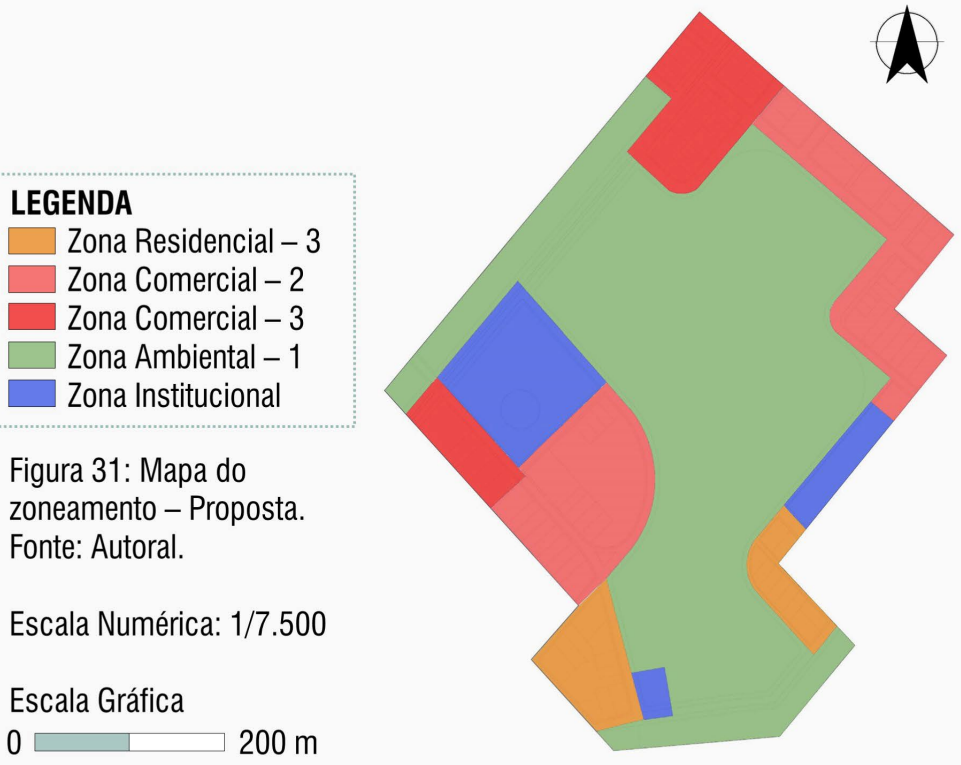 LEGENDA
Zona Residencial – 3
Zona Comercial – 2
Zona Comercial – 3
Zona Ambiental – 1
Zona Institucional
Figura 31: Mapa do
zoneamento – Proposta.
Fonte: Autoral.
Escala Numérica: 1/7.500
Escala Gráfica
0 200 m